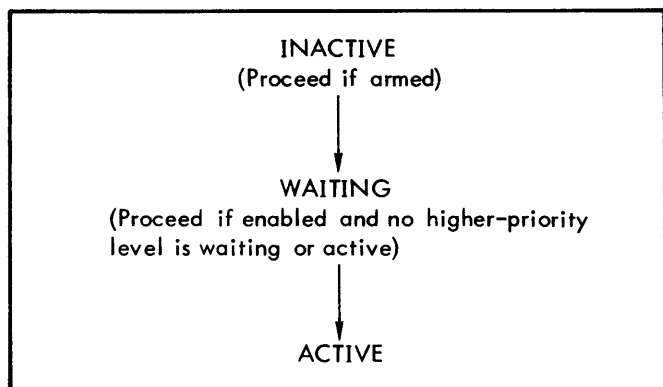 INACTIVE
(Proceed if armed)
WAITING
(Proceed if enabled and no higher-priority
level is waiting or active)
ACTIVE